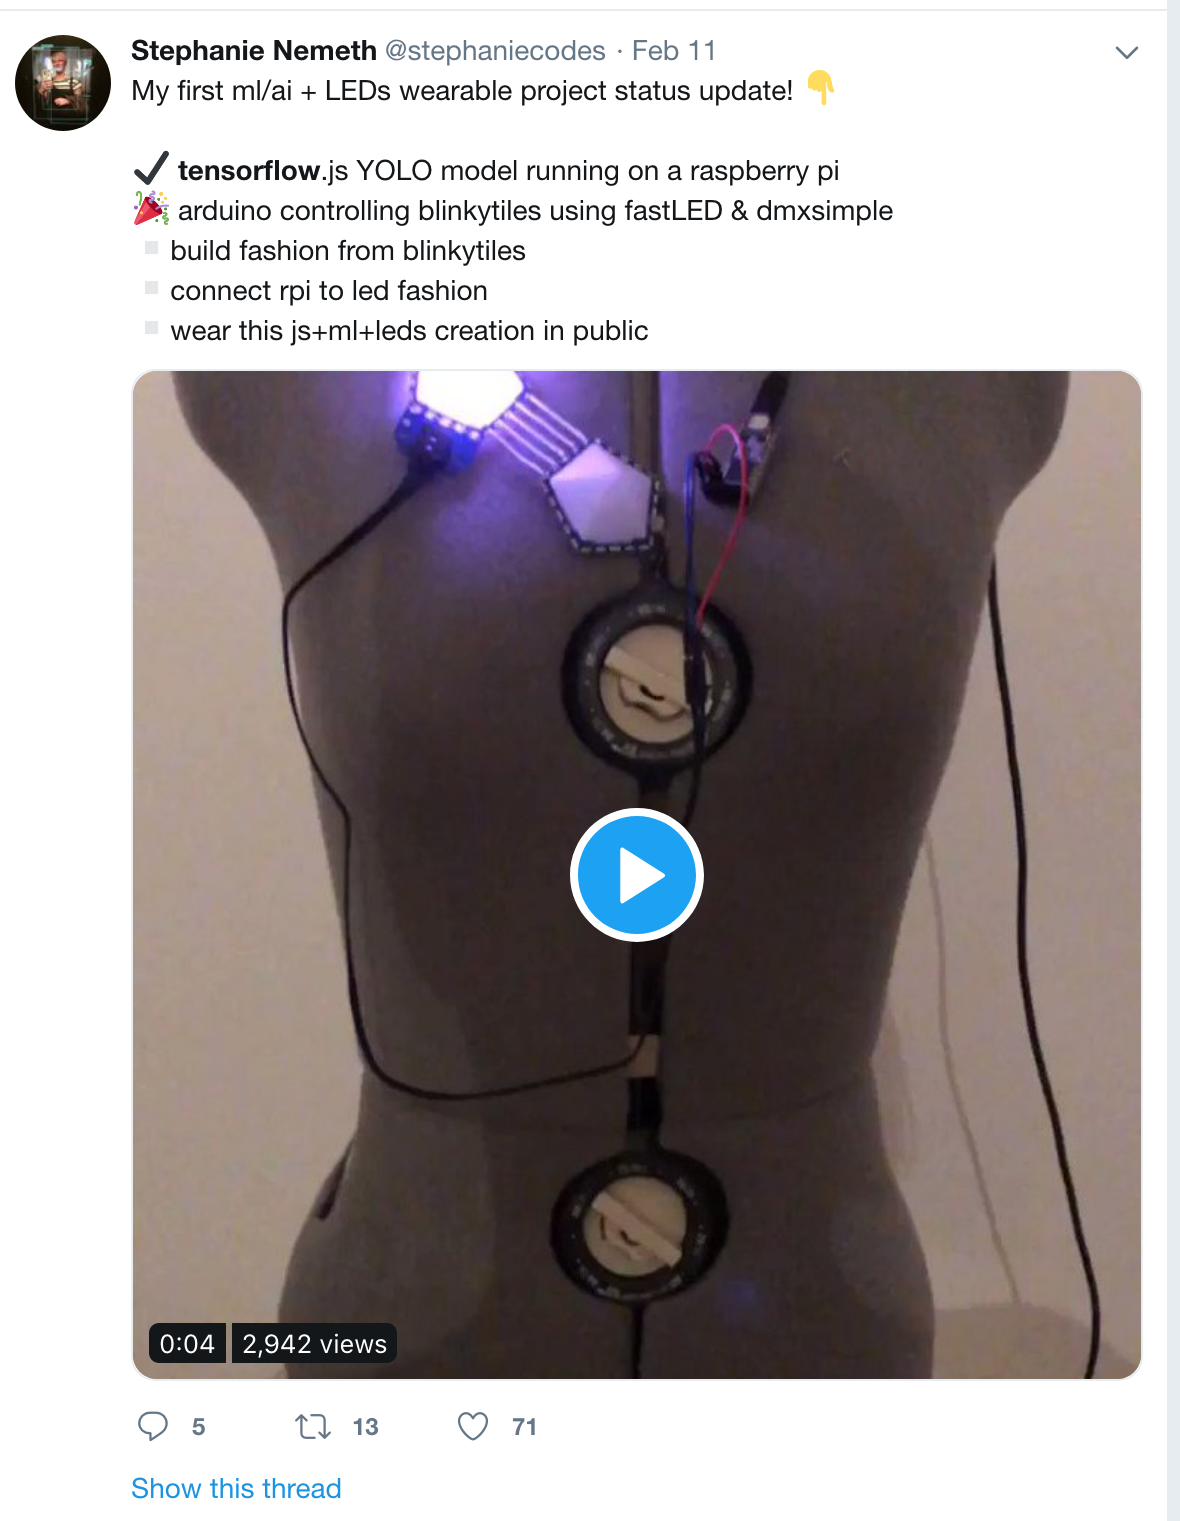 Stephanie Nemeth @stephaniecodes · Feb 11
My first ml/ai + LEDs wearable project status update! 👇
✔️ tensorflow.js YOLO model running on a raspberry pi
🎉 arduino controlling blinkytiles using fastLED & dmxsimple
◽ build fashion from blinkytiles
◽ connect rpi to led fashion
◽ wear this js+ml+leds creation in public
0:04 2,942 views
5 13 71
Show this thread